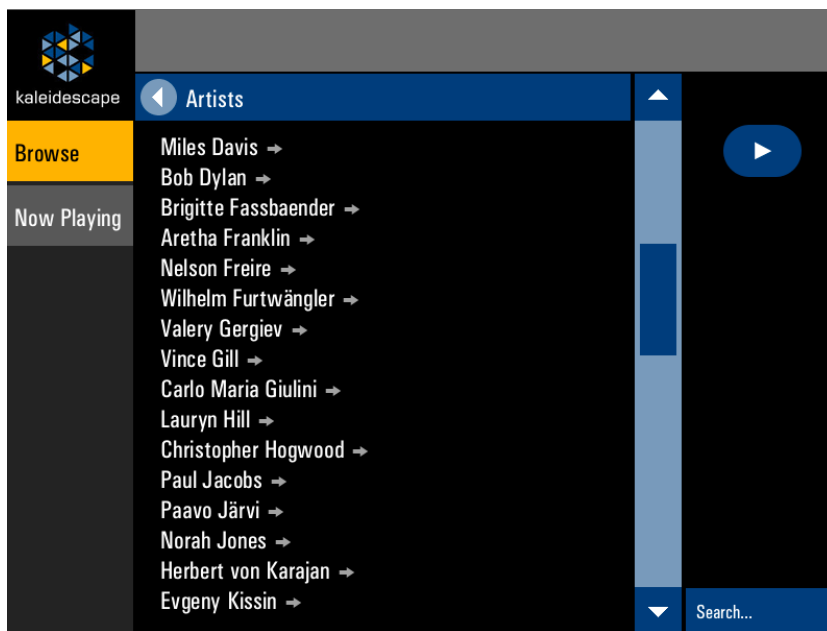 kaleidescape
Artists
Browse
Now Playing
Miles Davis
Bob Dylan
Brigitte Fassbaender
Aretha Franklin
Nelson Freire
Wilhelm Furtwängler
Valery Gergiev
Vince Gill
Carlo Maria Giulini
Lauryn Hill
Christopher Hogwood
Paul Jacobs
Paavo Järvi
Norah Jones
Herbert von Karajan
Evgeny Kissin
Search...